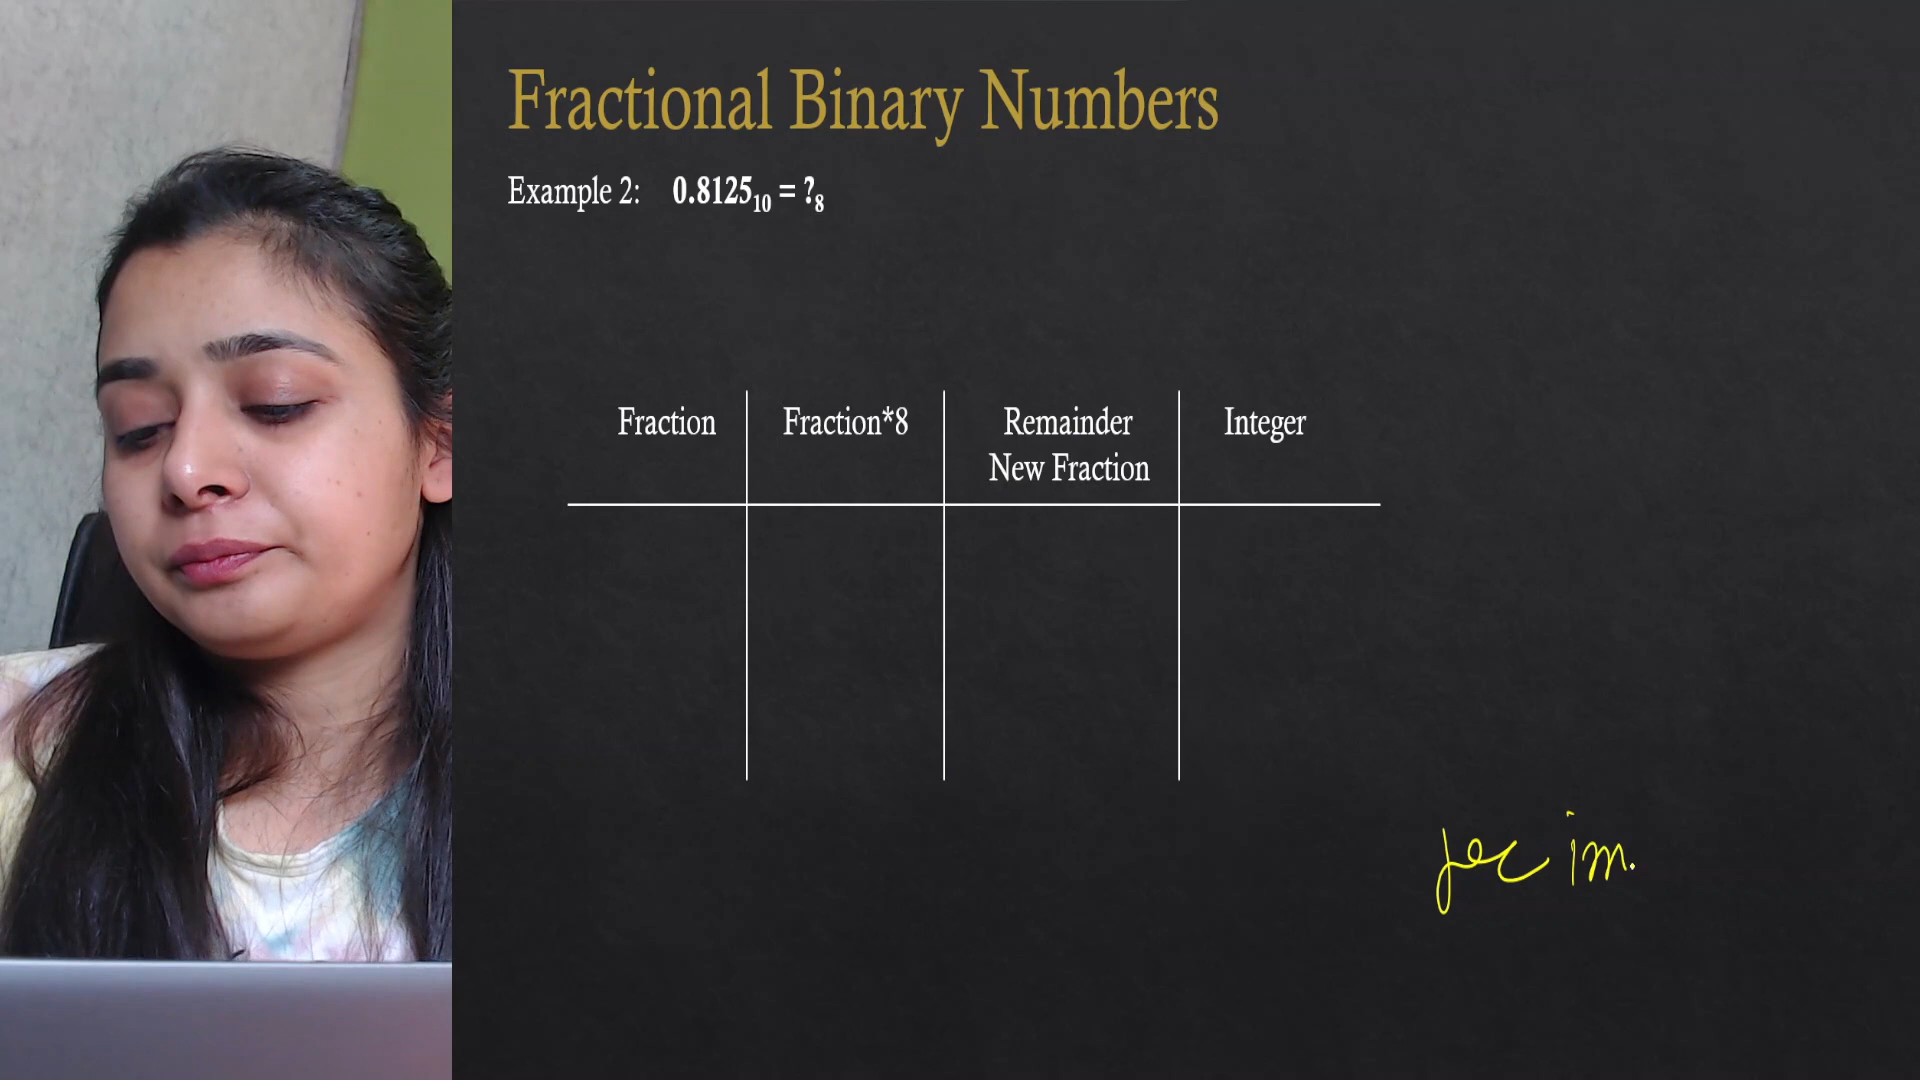 Fractional Binary Numbers
Example 2: 0.8125₁₀ = ?₈
Fraction Fraction*8 Remainder New Fraction Integer